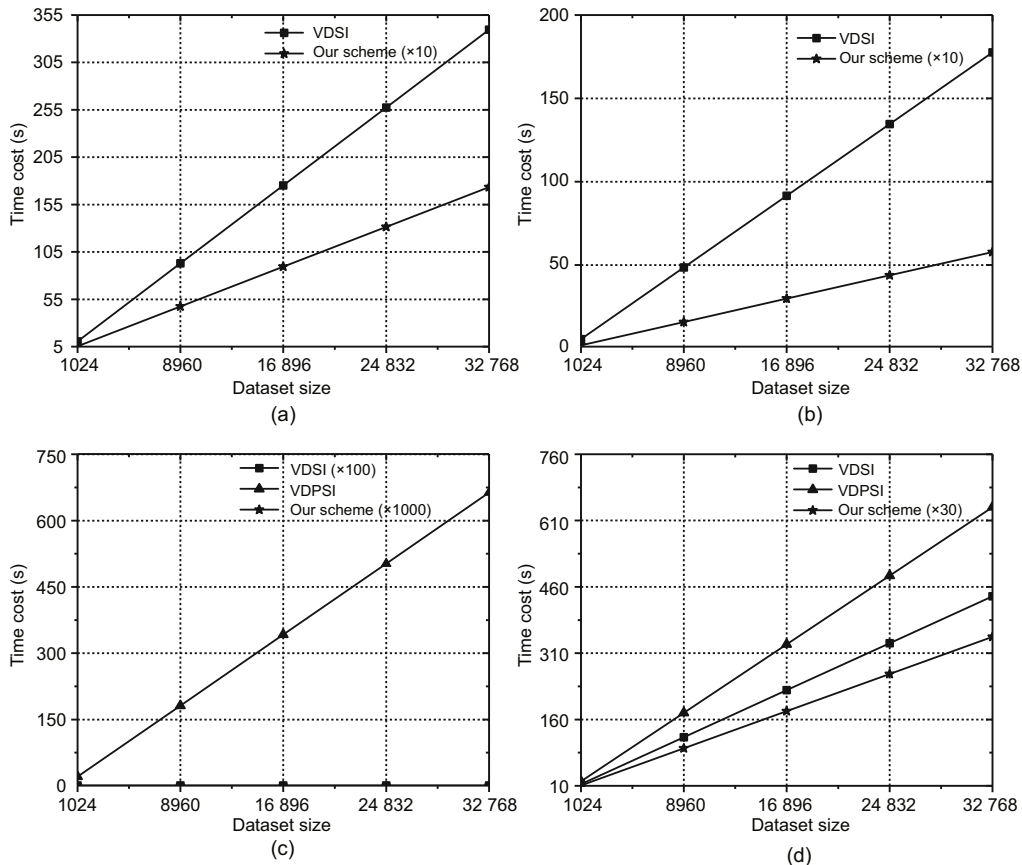 355
305
255
205
155
105
55
5
Time cost (s)
VDSI
Our scheme (×10)
1024 8960 16 896 24 832 32 768
Dataset size
(a)
200
150
100
50
0
Time cost (s)
VDSI
Our scheme (×10)
1024 8960 16 896 24 832 32 768
Dataset size
(b)
750
600
450
300
150
0
Time cost (s)
VDSI (×100)
VDPSI
Our scheme (×1000)
1024 8960 16 896 24 832 32 768
Dataset size
(c)
760
610
460
310
160
10
Time cost (s)
VDSI
VDPSI
Our scheme (×30)
1024 8960 16 896 24 832 32 768
Dataset size
(d)